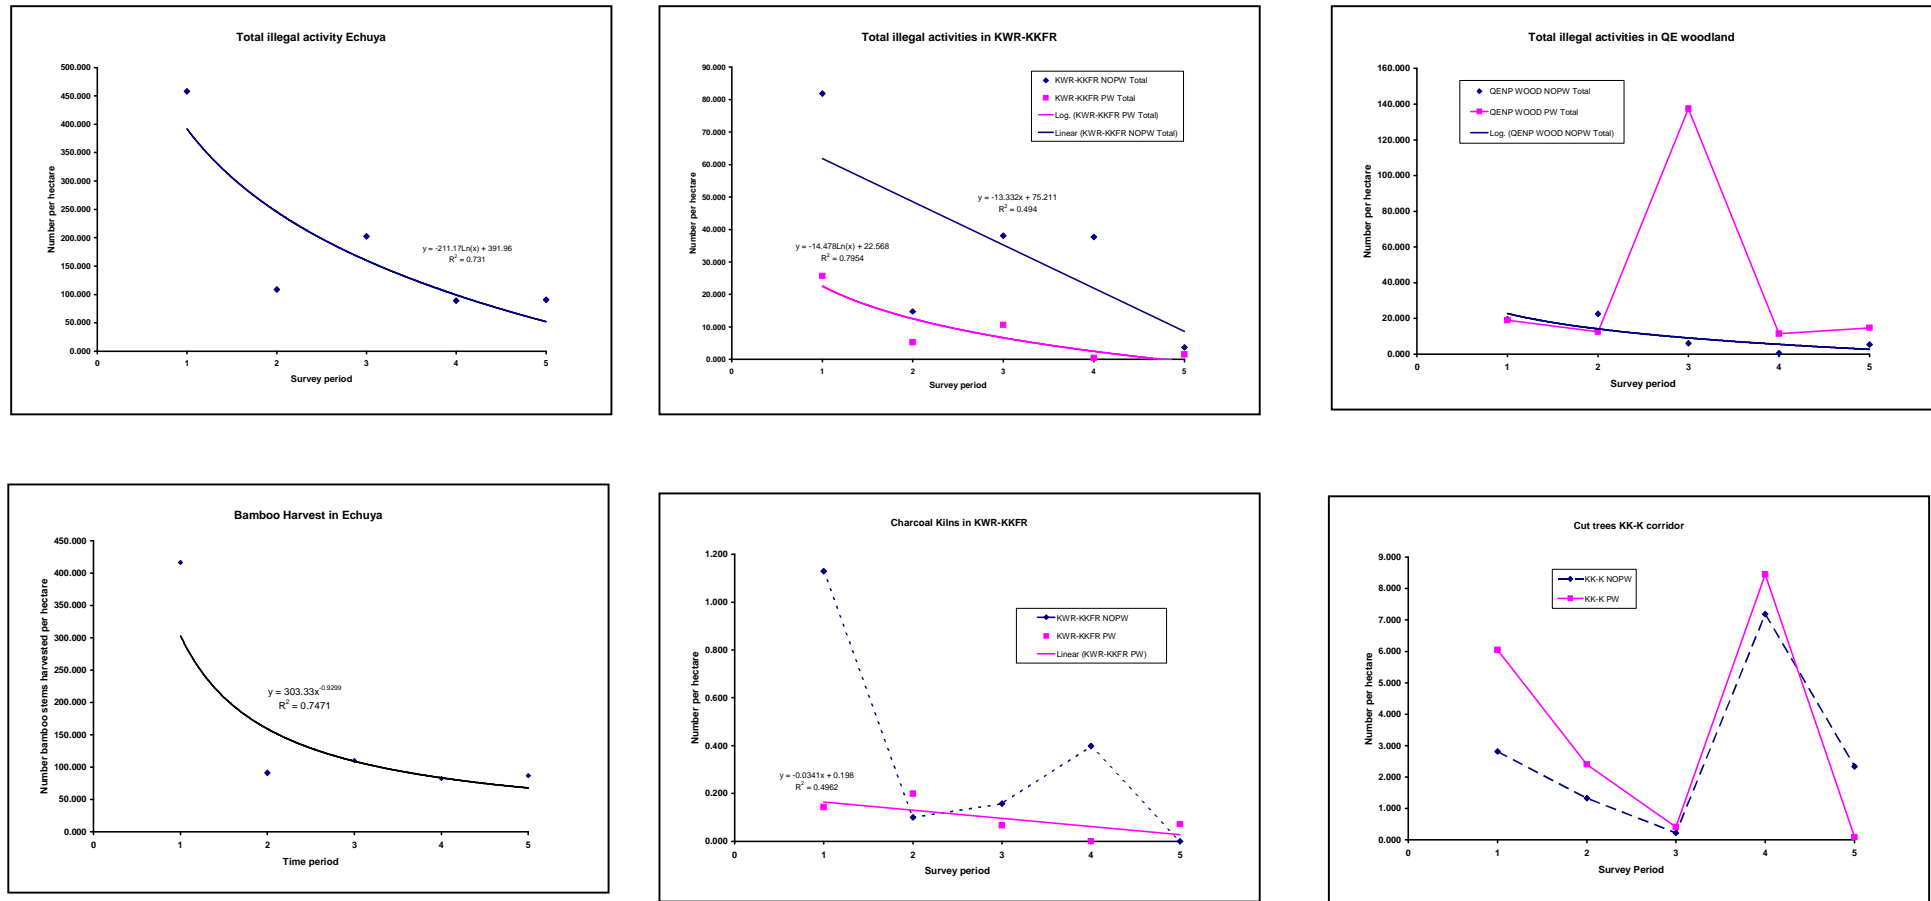 Total illegal activity Echuya
Number per hectare
500.000
450.000
400.000
350.000
300.000
250.000
200.000
150.000
100.000
50.000
0.000
y = -211.17Ln(x) + 391.96
R² = 0.731
0 1 2 3 4 5
Survey period
Total illegal activities in KWR-KKFR
Number per hectare
90.000
80.000
70.000
60.000
50.000
40.000
30.000
20.000
10.000
0.000
KWR-KKFR NOPW Total
KWR-KKFR PW Total
Log. (KWR-KKFR PW Total)
Linear (KWR-KKFR NOPW Total)
y = -13.332x + 75.211
R² = 0.494
y = -14.478Ln(x) + 22.568
R² = 0.7954
0 1 2 3 4 5
Survey period
Total illegal activities in QE woodland
Number per hectare
160.000
140.000
120.000
100.000
80.000
60.000
40.000
20.000
0.000
QENP WOOD NOPW Total
QENP WOOD PW Total
Log. (QENP WOOD NOPW Total)
0 1 2 3 4 5
Survey period
Bamboo Harvest in Echuya
Number bamboo stems harvested per hectare
450.000
400.000
350.000
300.000
250.000
200.000
150.000
100.000
50.000
0.000
y = 303.33x^-0.9299
R² = 0.7471
0 1 2 3 4 5
Time period
Charcoal Kilns in KWR-KKFR
Number per hectare
1.200
1.000
0.800
0.600
0.400
0.200
0.000
KWR-KKFR NOPW
KWR-KKFR PW
Linear (KWR-KKFR PW)
y = -0.0341x + 0.198
R² = 0.4962
0 1 2 3 4 5
Survey period
Cut trees KK-K corridor
Number per hectare
9.000
8.000
7.000
6.000
5.000
4.000
3.000
2.000
1.000
0.000
KK-K NOPW
KK-K PW
0 1 2 3 4 5
Survey Period